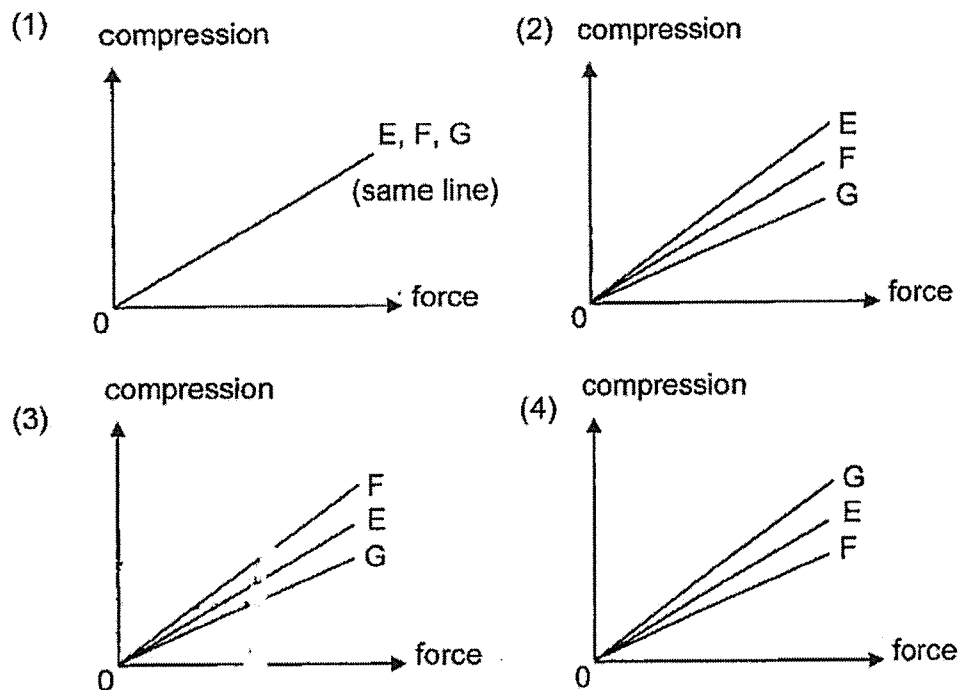 (1)
compression
E, F, G
(same line)
force
0
(2)
compression
E
F
G
force
0
(3)
compression
F
E
G
force
0
(4)
compression
G
E
F
force
0